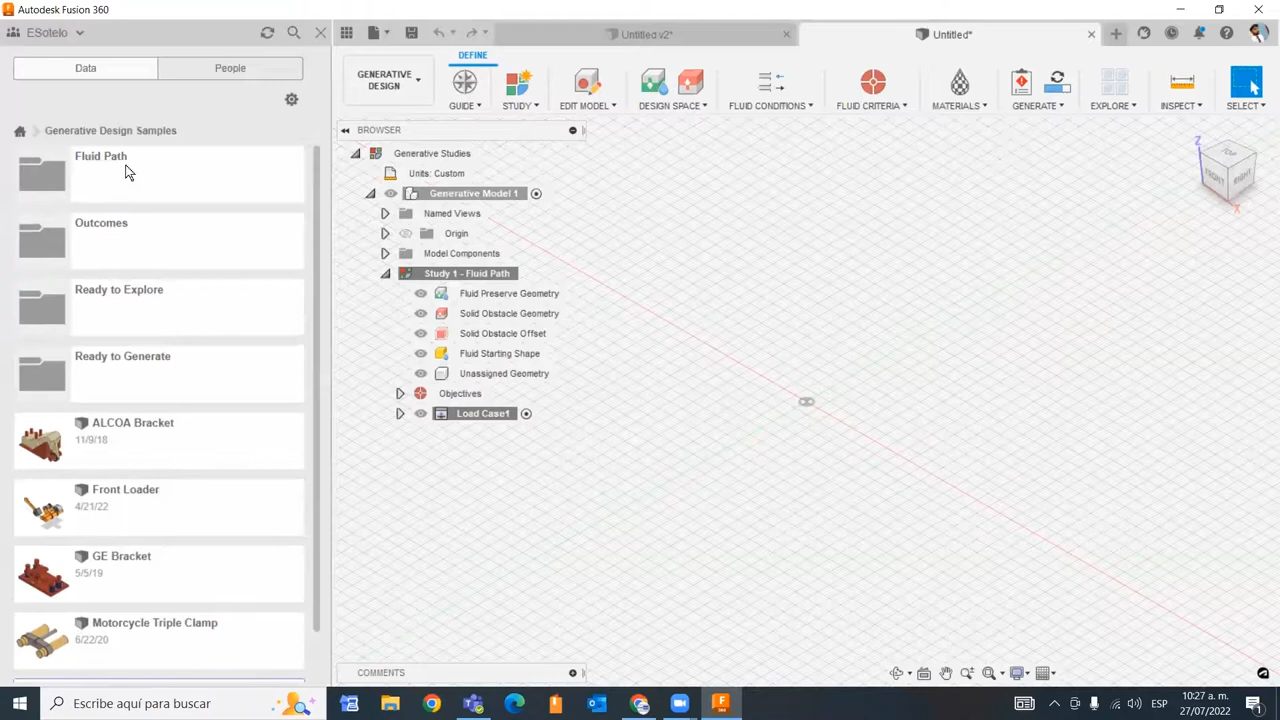 Autodesk Fusion 360
ESotelo
Data
People
Generative Design Samples
Fluid Path
Outcomes
Ready to Explore
Ready to Generate
ALCOA Bracket
11/9/18
Front Loader
4/21/22
GE Bracket
5/5/19
Motorcycle Triple Clamp
6/22/20
Untitled v2*
Untitled*
DEFINE
GENERATIVE DESIGN
GUIDE
STUDY
EDIT MODEL
DESIGN SPACE
FLUID CONDITIONS
FLUID CRITERIA
MATERIALS
GENERATE
EXPLORE
INSPECT
SELECT
BROWSER
Generative Studies
Units: Custom
Generative Model 1
Named Views
Origin
Model Components
Study 1 - Fluid Path
Fluid Preserve Geometry
Solid Obstacle Geometry
Solid Obstacle Offset
Fluid Starting Shape
Unassigned Geometry
Objectives
Load Case1
Z
TOP
FRONT
RIGHT
X
COMMENTS
Escribe aquí para buscar
F
360
ESP
10:27 a. m.
27/07/2022